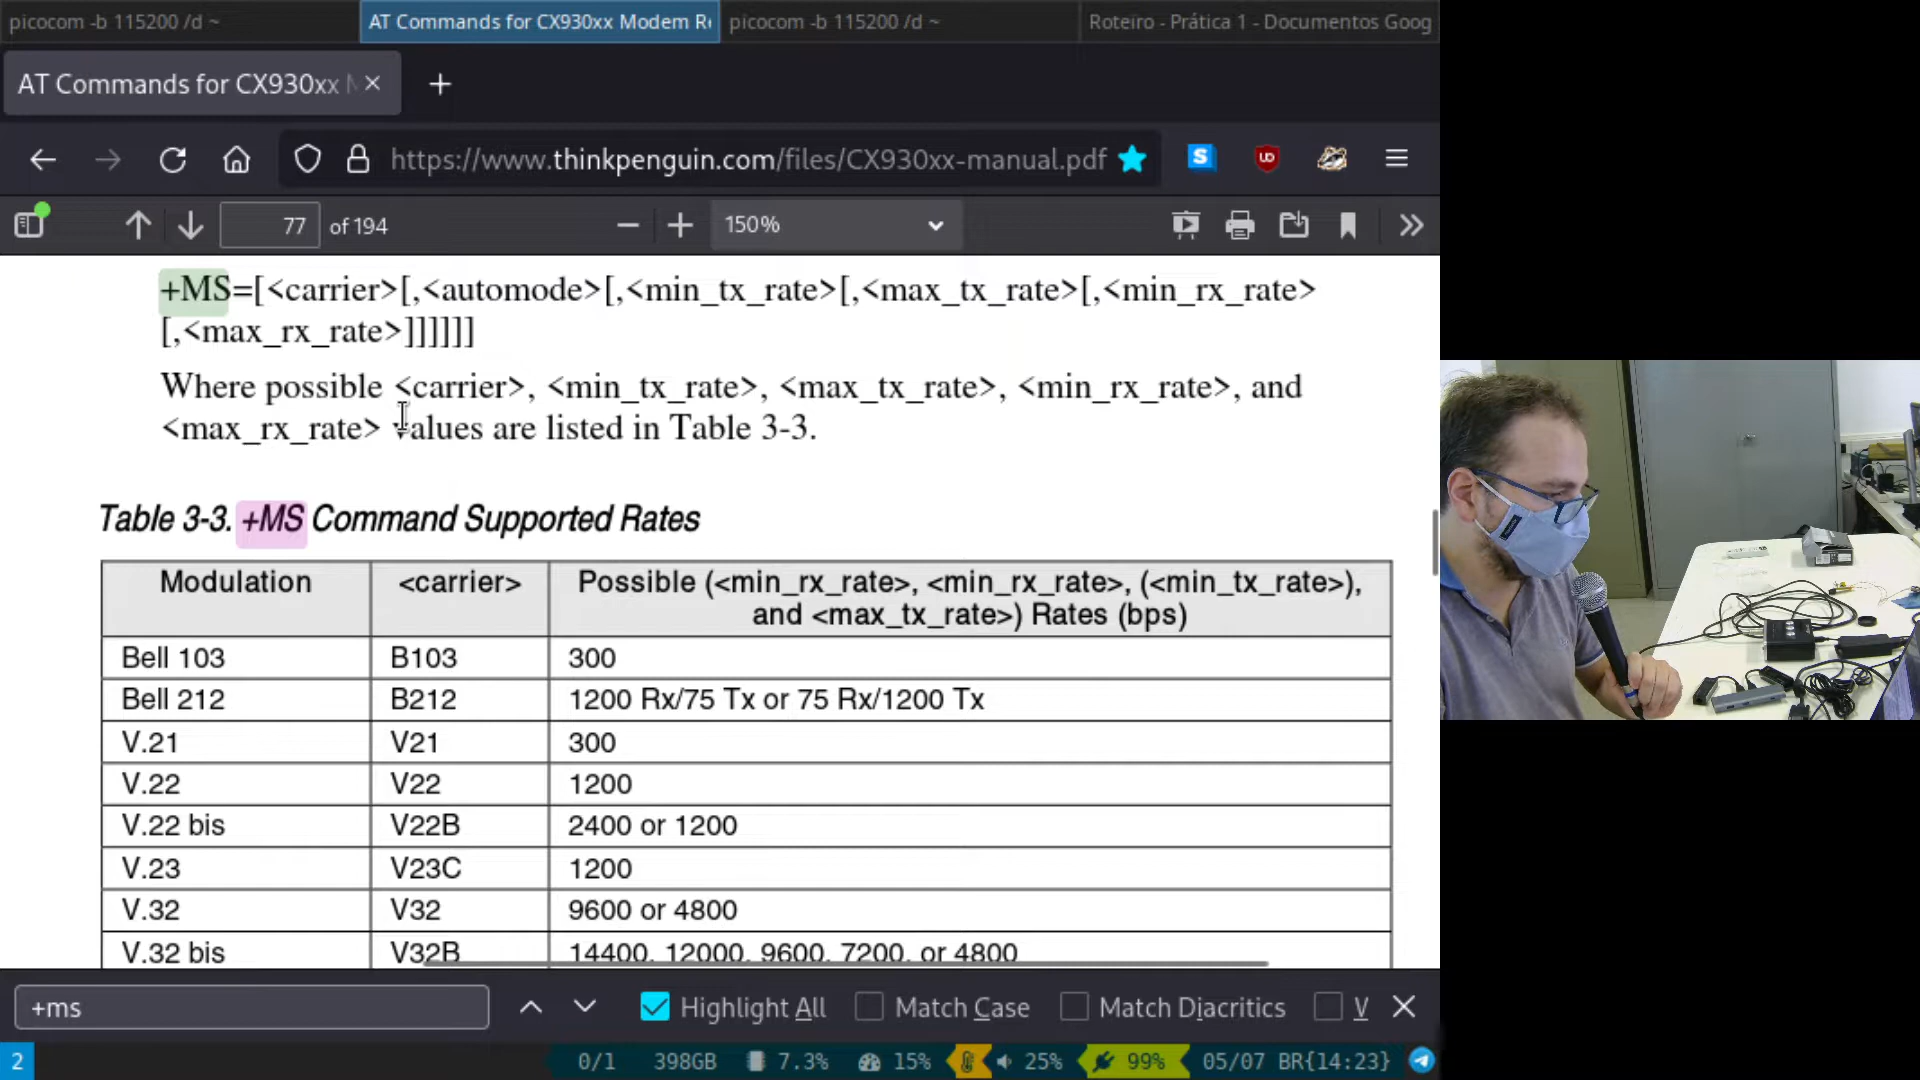 picocom -b 115200 /d ~
AT Commands for CX930xx Modem Re
picocom -b 115200 /d ~
Roteiro - Prática 1 - Documentos Goog
AT Commands for CX930xx M
https://www.thinkpenguin.com/files/CX930xx-manual.pdf
77 of 194
150%
+MS=[<carrier>[,<automode>[,<min_tx_rate>[,<max_tx_rate>[,<min_rx_rate>
[,<max_rx_rate>]]]]]]
Where possible <carrier>, <min_tx_rate>, <max_tx_rate>, <min_rx_rate>, and
<max_rx_rate> values are listed in Table 3-3.
Table 3-3. +MS Command Supported Rates
Modulation <carrier> Possible (<min_rx_rate>, <min_rx_rate>, (<min_tx_rate>),
and <max_tx_rate>) Rates (bps)
Bell 103 B103 300
Bell 212 B212 1200 Rx/75 Tx or 75 Rx/1200 Tx
V.21 V21 300
V.22 V22 1200
V.22 bis V22B 2400 or 1200
V.23 V23C 1200
V.32 V32 9600 or 4800
V.32 bis V32B 14400, 12000, 9600, 7200, or 4800
+ms
Highlight All
Match Case
Match Diacritics
V
2
0/1 398GB 7.3% 15% 25% 99% 05/07 BR{14:23}